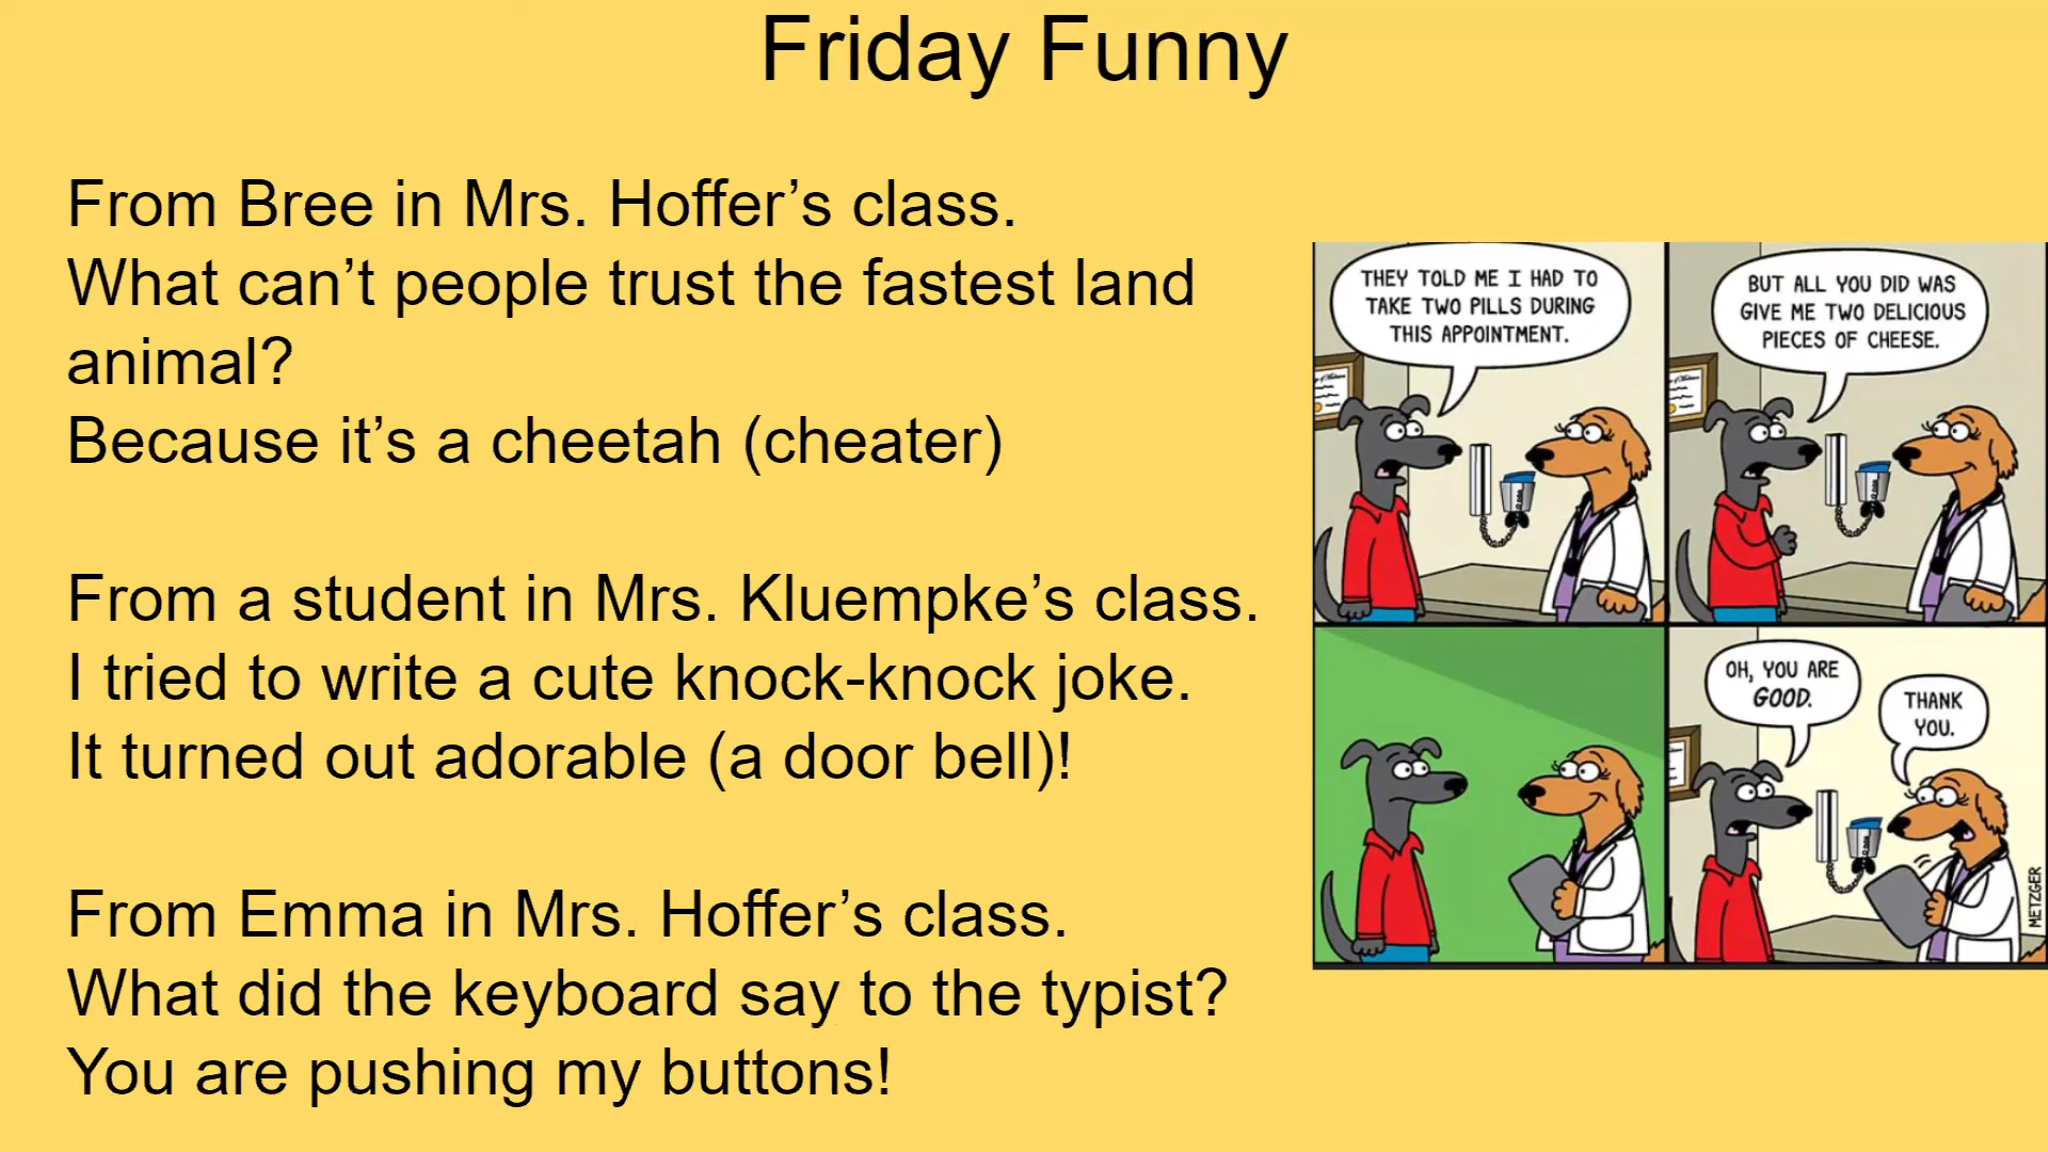 Friday Funny
From Bree in Mrs. Hoffer’s class.
What can’t people trust the fastest land
animal?
Because it’s a cheetah (cheater)
From a student in Mrs. Kluempke’s class.
I tried to write a cute knock-knock joke.
It turned out adorable (a door bell)!
From Emma in Mrs. Hoffer’s class.
What did the keyboard say to the typist?
You are pushing my buttons!
THEY TOLD ME I HAD TO
TAKE TWO PILLS DURING
THIS APPOINTMENT.
BUT ALL YOU DID WAS
GIVE ME TWO DELICIOUS
PIECES OF CHEESE.
OH, YOU ARE
GOOD.
THANK
YOU.
METZGER